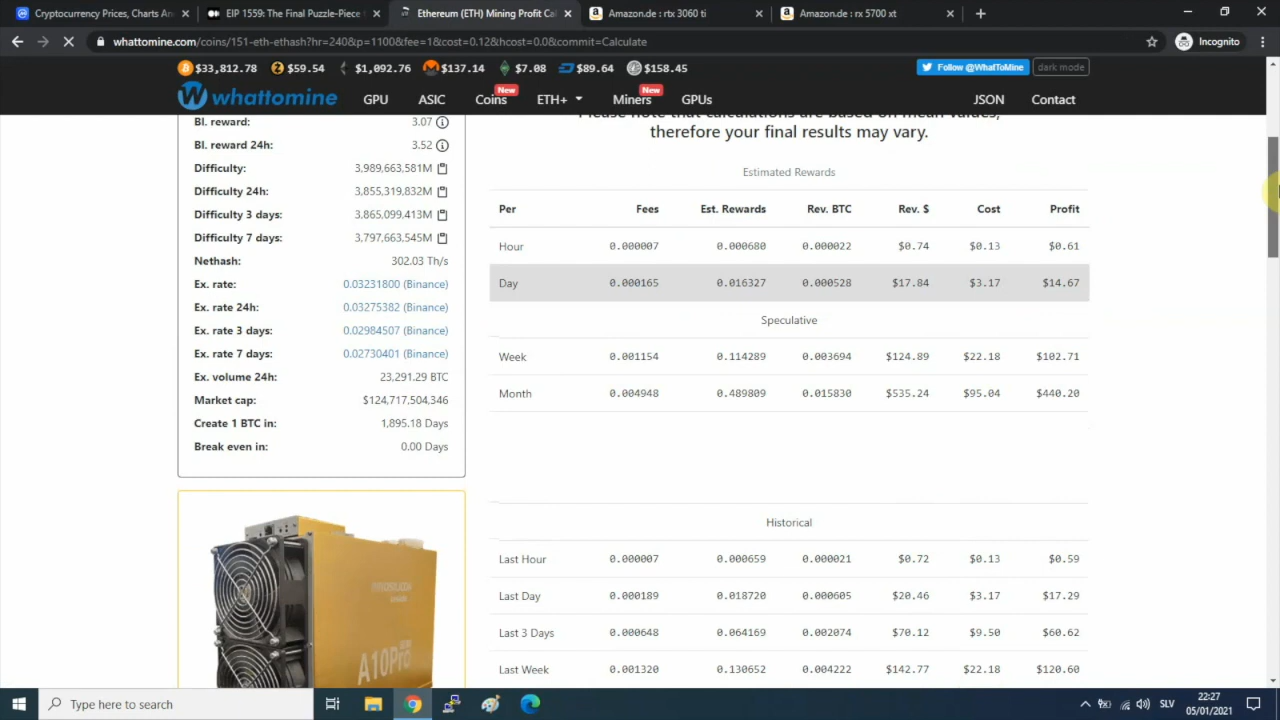 Cryptocurrency Prices, Charts An
EIP 1559: The Final Puzzle-Piece
Ethereum (ETH) Mining Profit Cal
Amazon.de : rtx 3060 ti
Amazon.de : rx 5700 xt
whattomine.com/coins/151-eth-ethash?hr=240&p=1100&fee=1&cost=0.12&hcost=0.0&commit=Calculate
Incognito
$33,812.78 $59.54 $1,092.76 $137.14 $7.08 $89.64 $158.45
Follow @WhatToMine
dark mode
whattomine
GPU
ASIC
Coins
New
ETH+
Miners
New
GPUs
JSON
Contact
Bl. reward: 3.07
Bl. reward 24h: 3.52
Difficulty: 3,989,663,581M
Difficulty 24h: 3,855,319,832M
Difficulty 3 days: 3,865,099,413M
Difficulty 7 days: 3,797,663,545M
Nethash: 302.03 Th/s
Ex. rate: 0.03231800 (Binance)
Ex. rate 24h: 0.03275382 (Binance)
Ex. rate 3 days: 0.02984507 (Binance)
Ex. rate 7 days: 0.02730401 (Binance)
Ex. volume 24h: 23,291.29 BTC
Market cap: $124,717,504,346
Create 1 BTC in: 1,895.18 Days
Break even in: 0.00 Days
A10Pro
Please note that calculations are based on mean values,
therefore your final results may vary.
Estimated Rewards
Per Fees Est. Rewards Rev. BTC Rev. $ Cost Profit
Hour 0.000007 0.000680 0.000022 $0.74 $0.13 $0.61
Day 0.000165 0.016327 0.000528 $17.84 $3.17 $14.67
Speculative
Week 0.001154 0.114289 0.003694 $124.89 $22.18 $102.71
Month 0.004948 0.489809 0.015830 $535.24 $95.04 $440.20
Historical
Last Hour 0.000007 0.000659 0.000021 $0.72 $0.13 $0.59
Last Day 0.000189 0.018720 0.000605 $20.46 $3.17 $17.29
Last 3 Days 0.000648 0.064169 0.002074 $70.12 $9.50 $60.62
Last Week 0.001320 0.130652 0.004222 $142.77 $22.18 $120.60
Type here to search
SLV
22:27
05/01/2021